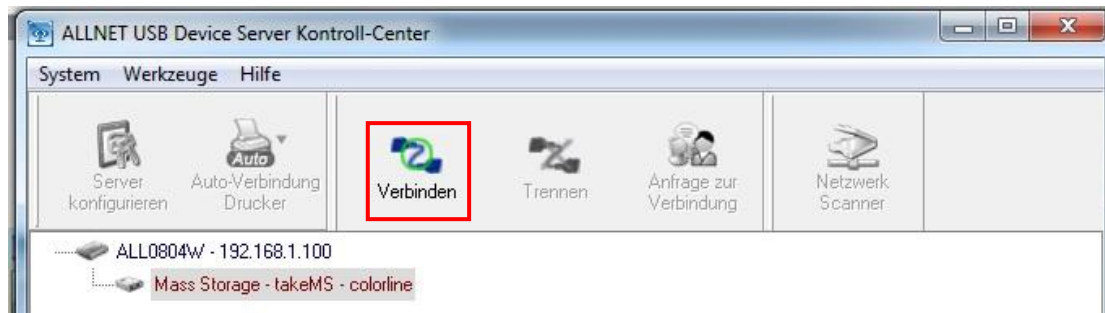 ALLNET USB Device Server Kontroll-Center
System Werkzeuge Hilfe
Server konfigurieren
Auto
Auto-Verbindung Drucker
Verbinden
Trennen
Anfrage zur Verbindung
Netzwerk Scanner
ALL0804W - 192.168.1.100
Mass Storage - takeMS - colorline